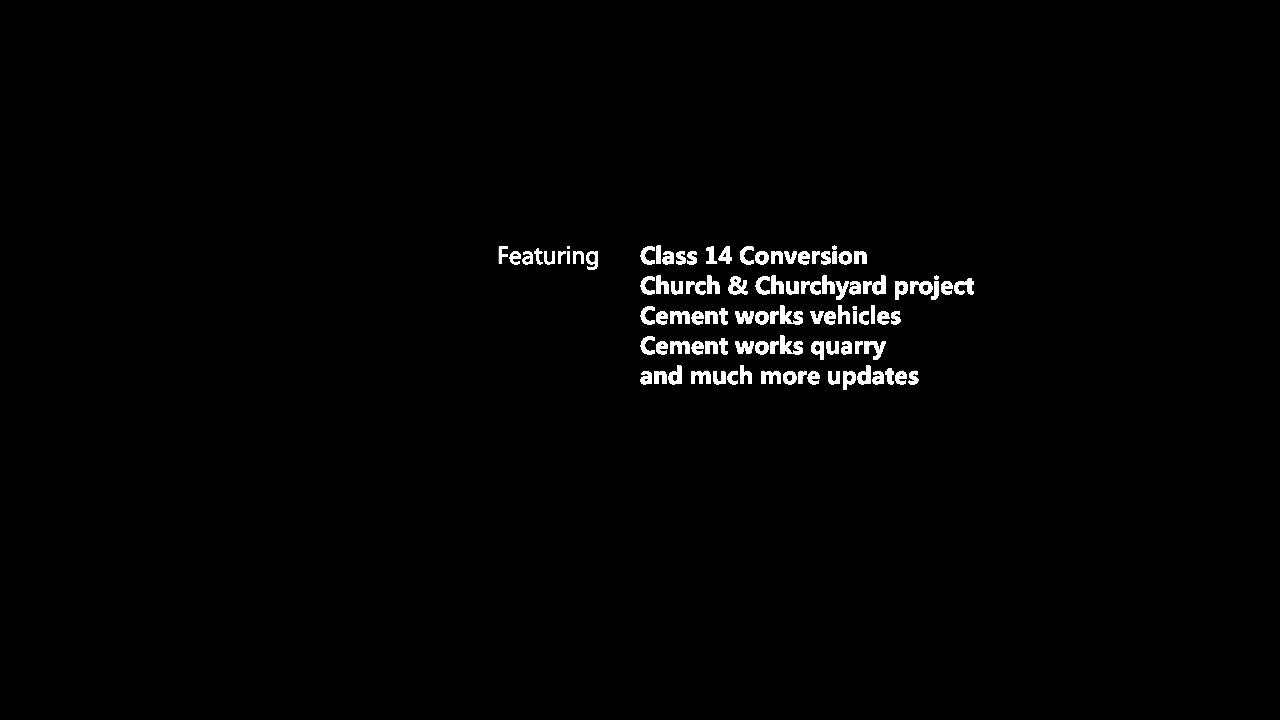 Featuring Class 14 Conversion
Church & Churchyard project
Cement works vehicles
Cement works quarry
and much more updates